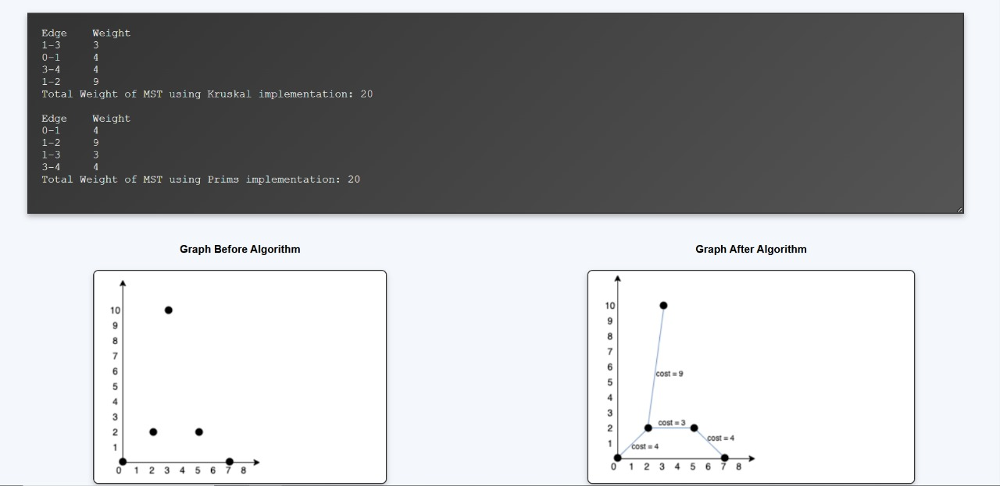 Edge Weight
1-3 3
0-1 4
3-4 4
1-2 9
Total Weight of MST using Kruskal implementation: 20
Edge Weight
0-1 4
1-2 9
1-3 3
3-4 4
Total Weight of MST using Prims implementation: 20
Graph Before Algorithm
10
9
8
7
6
5
4
3
2
1
0 1 2 3 4 5 6 7 8
Graph After Algorithm
10
9
8
7
6
5
4
3
2
1
cost = 9
cost = 3
cost = 4
cost = 4
0 1 2 3 4 5 6 7 8